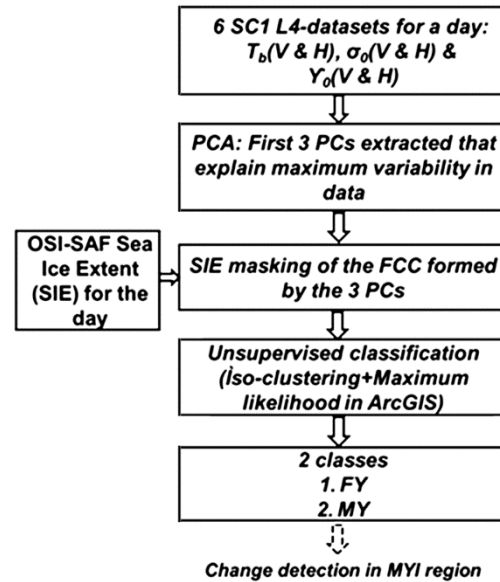 6 SC1 L4-datasets for a day:
Tb(V & H), σ0(V & H) &
ϒ0(V & H)
PCA: First 3 PCs extracted that
explain maximum variability in
data
OSI-SAF Sea
Ice Extent
(SIE) for the
day
SIE masking of the FCC formed
by the 3 PCs
Unsupervised classification
(Iso-clustering+Maximum
likelihood in ArcGIS)
2 classes
1. FY
2. MY
Change detection in MYI region